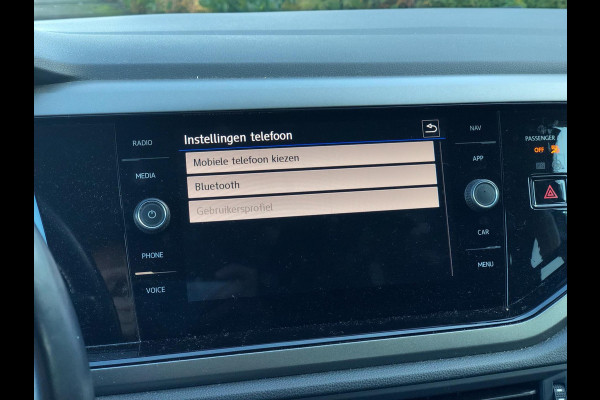 RADIO
MEDIA
PHONE
VOICE
Instellingen telefoon
Mobiele telefoon kiezen
Bluetooth
Gebruikersprofiel
NAV
APP
CAR
MENU
PASSENGER
OFF